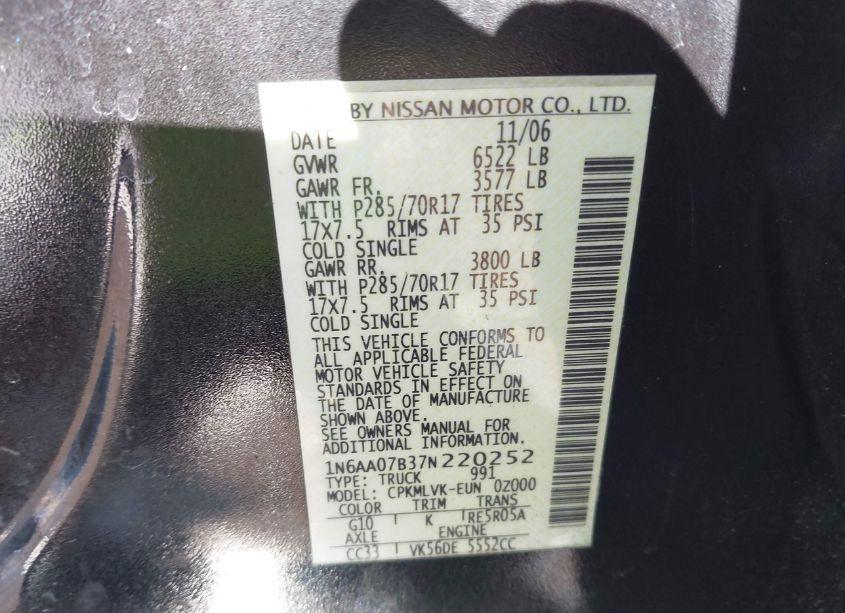 BY NISSAN MOTOR CO., LTD.
DATE 11/06
GVWR 6522 LB
GAWR FR. 3577 LB
WITH P285/70R17 TIRES
17X7.5 RIMS AT 35 PSI
COLD SINGLE
GAWR RR. 3800 LB
WITH P285/70R17 TIRES
17X7.5 RIMS AT 35 PSI
COLD SINGLE
THIS VEHICLE CONFORMS TO
ALL APPLICABLE FEDERAL
MOTOR VEHICLE SAFETY
STANDARDS IN EFFECT ON
THE DATE OF MANUFACTURE
SHOWN ABOVE.
SEE OWNERS MANUAL FOR
ADDITIONAL INFORMATION.
1N6AA07B37N220252
TYPE: TRUCK 991
MODEL: CPKMLVK-EUN 0Z000
COLOR TRIM TRANS
G10 K RE5R05A
AXLE ENGINE
CC33 VK56DE 5552CC